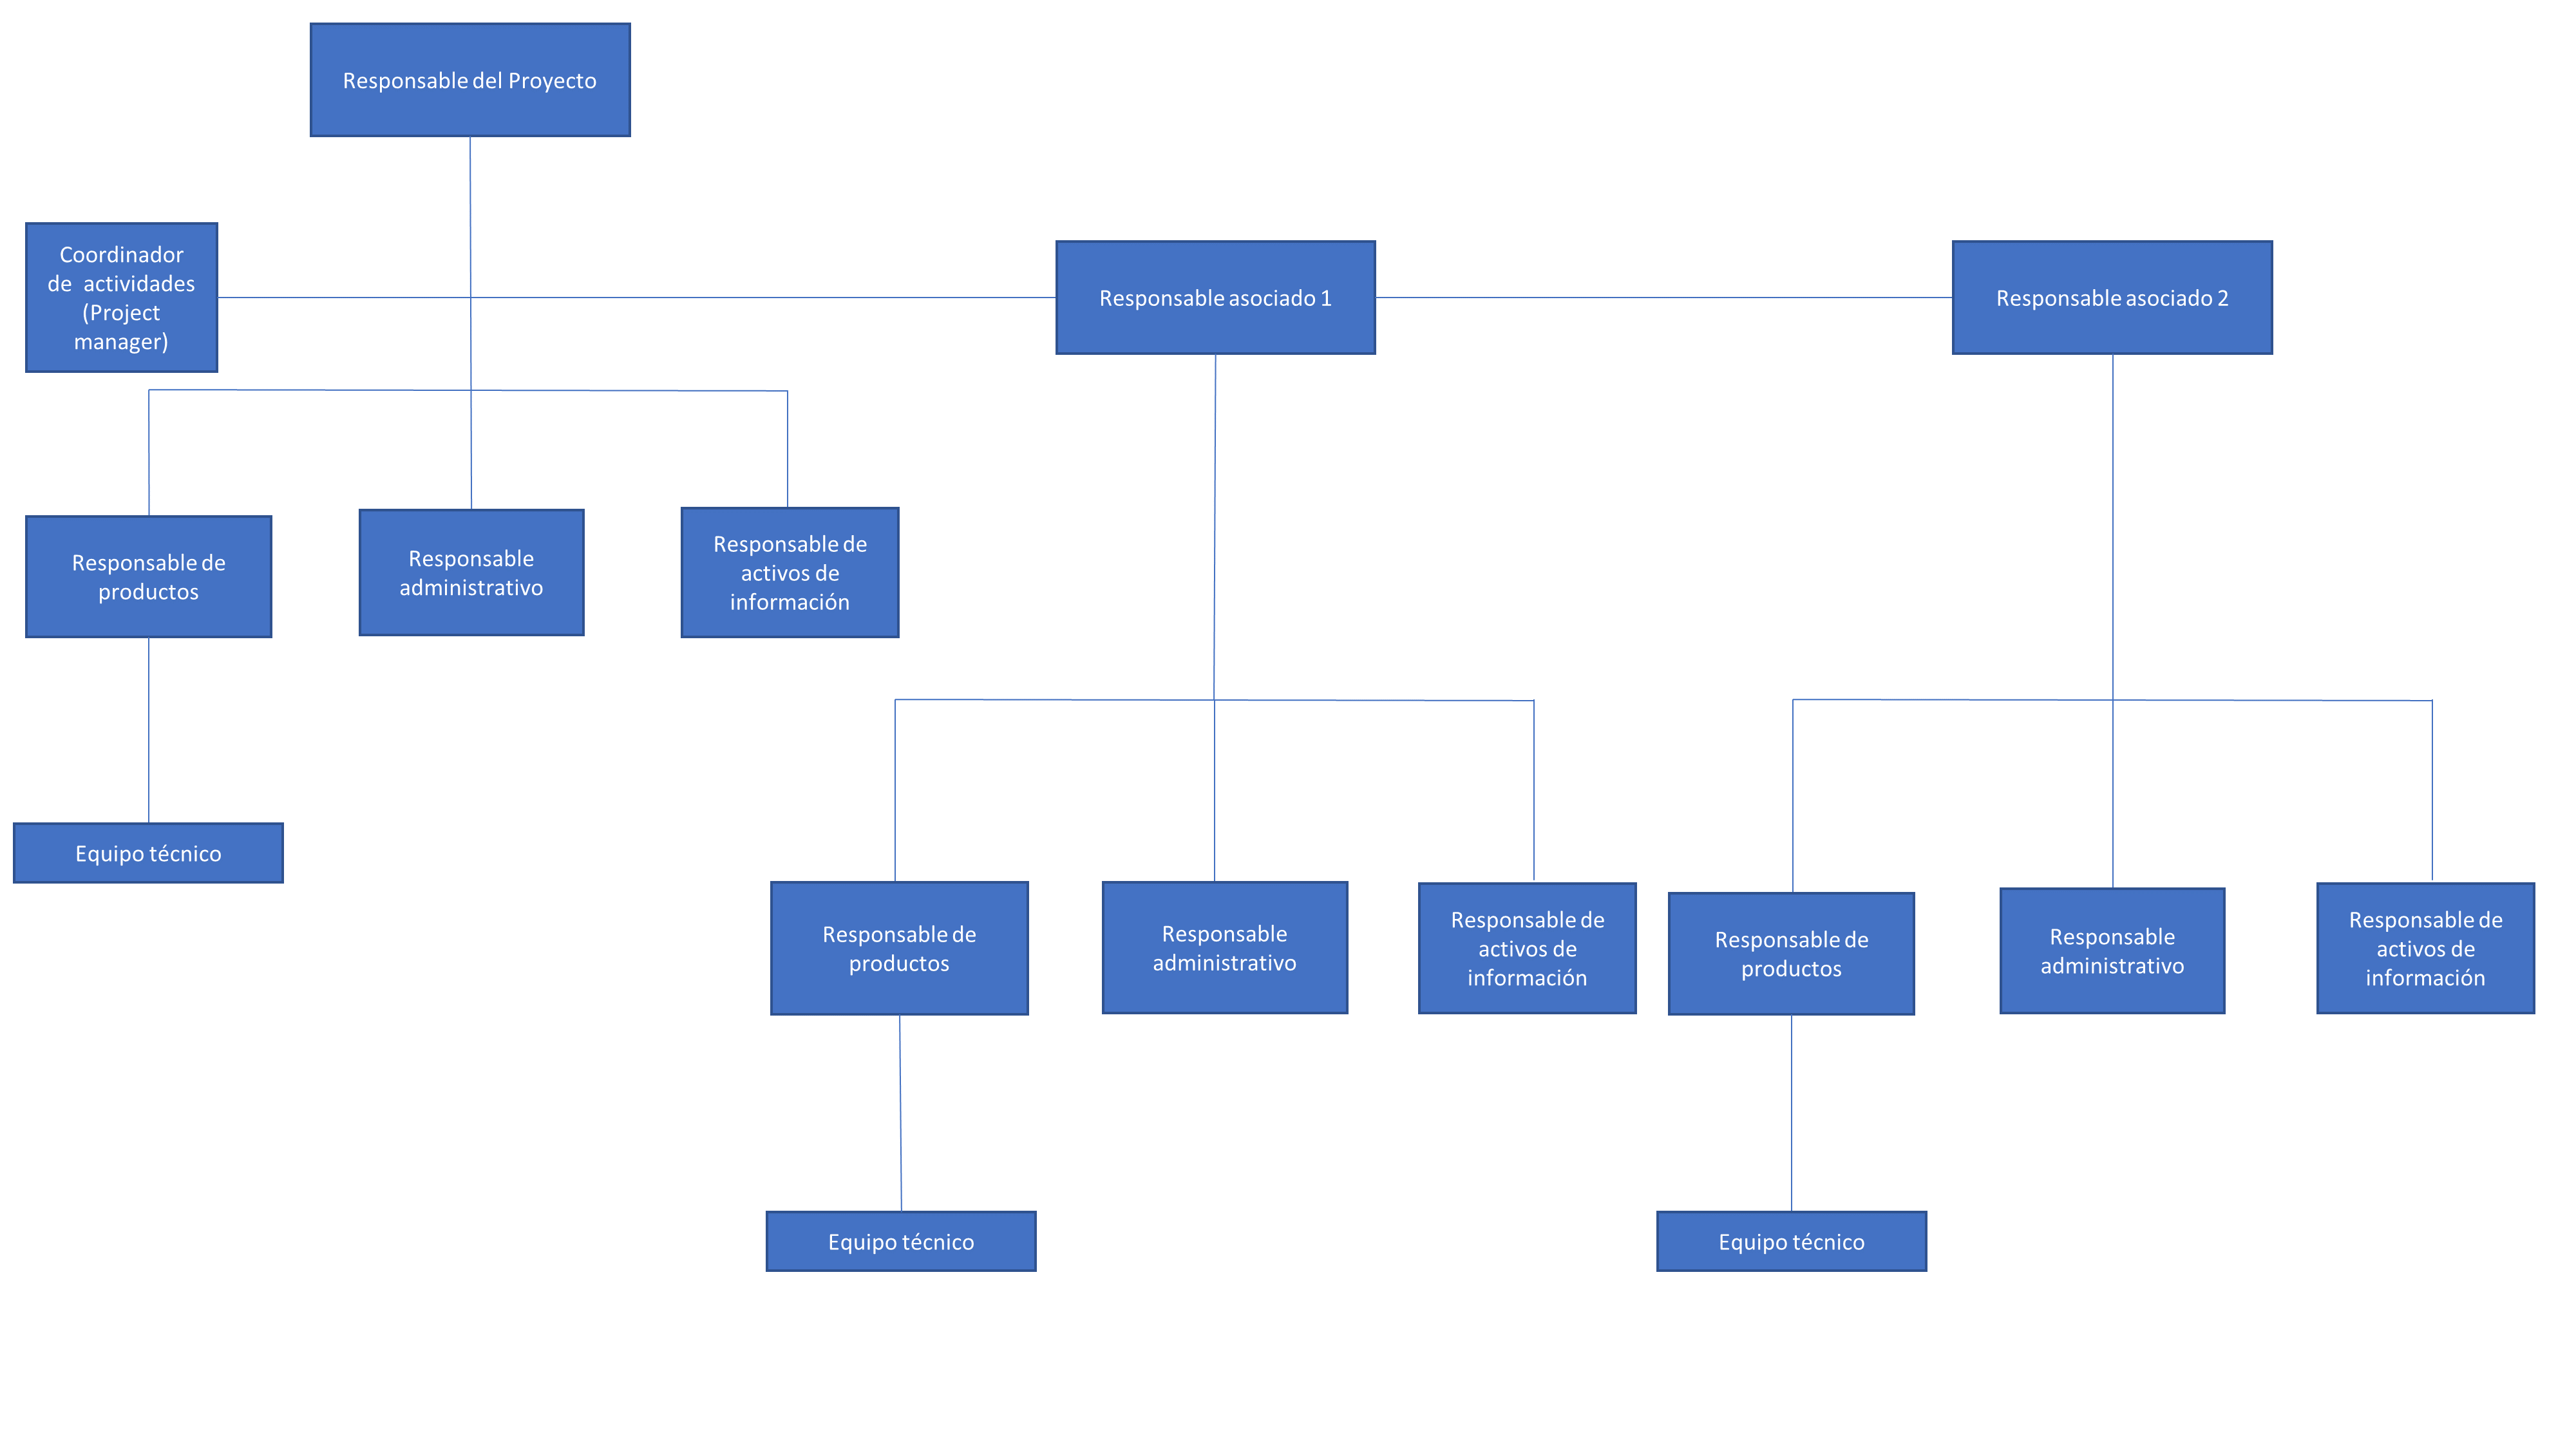 Responsable del Proyecto
Coordinador
de  actividades
(Project
manager)
Responsable asociado 1
Responsable asociado 2
Responsable de
productos
Responsable
administrativo
Responsable de
activos de
información
Equipo técnico
Responsable de
productos
Responsable
administrativo
Responsable de
activos de
información
Responsable de
productos
Responsable
administrativo
Responsable de
activos de
información
Equipo técnico
Equipo técnico